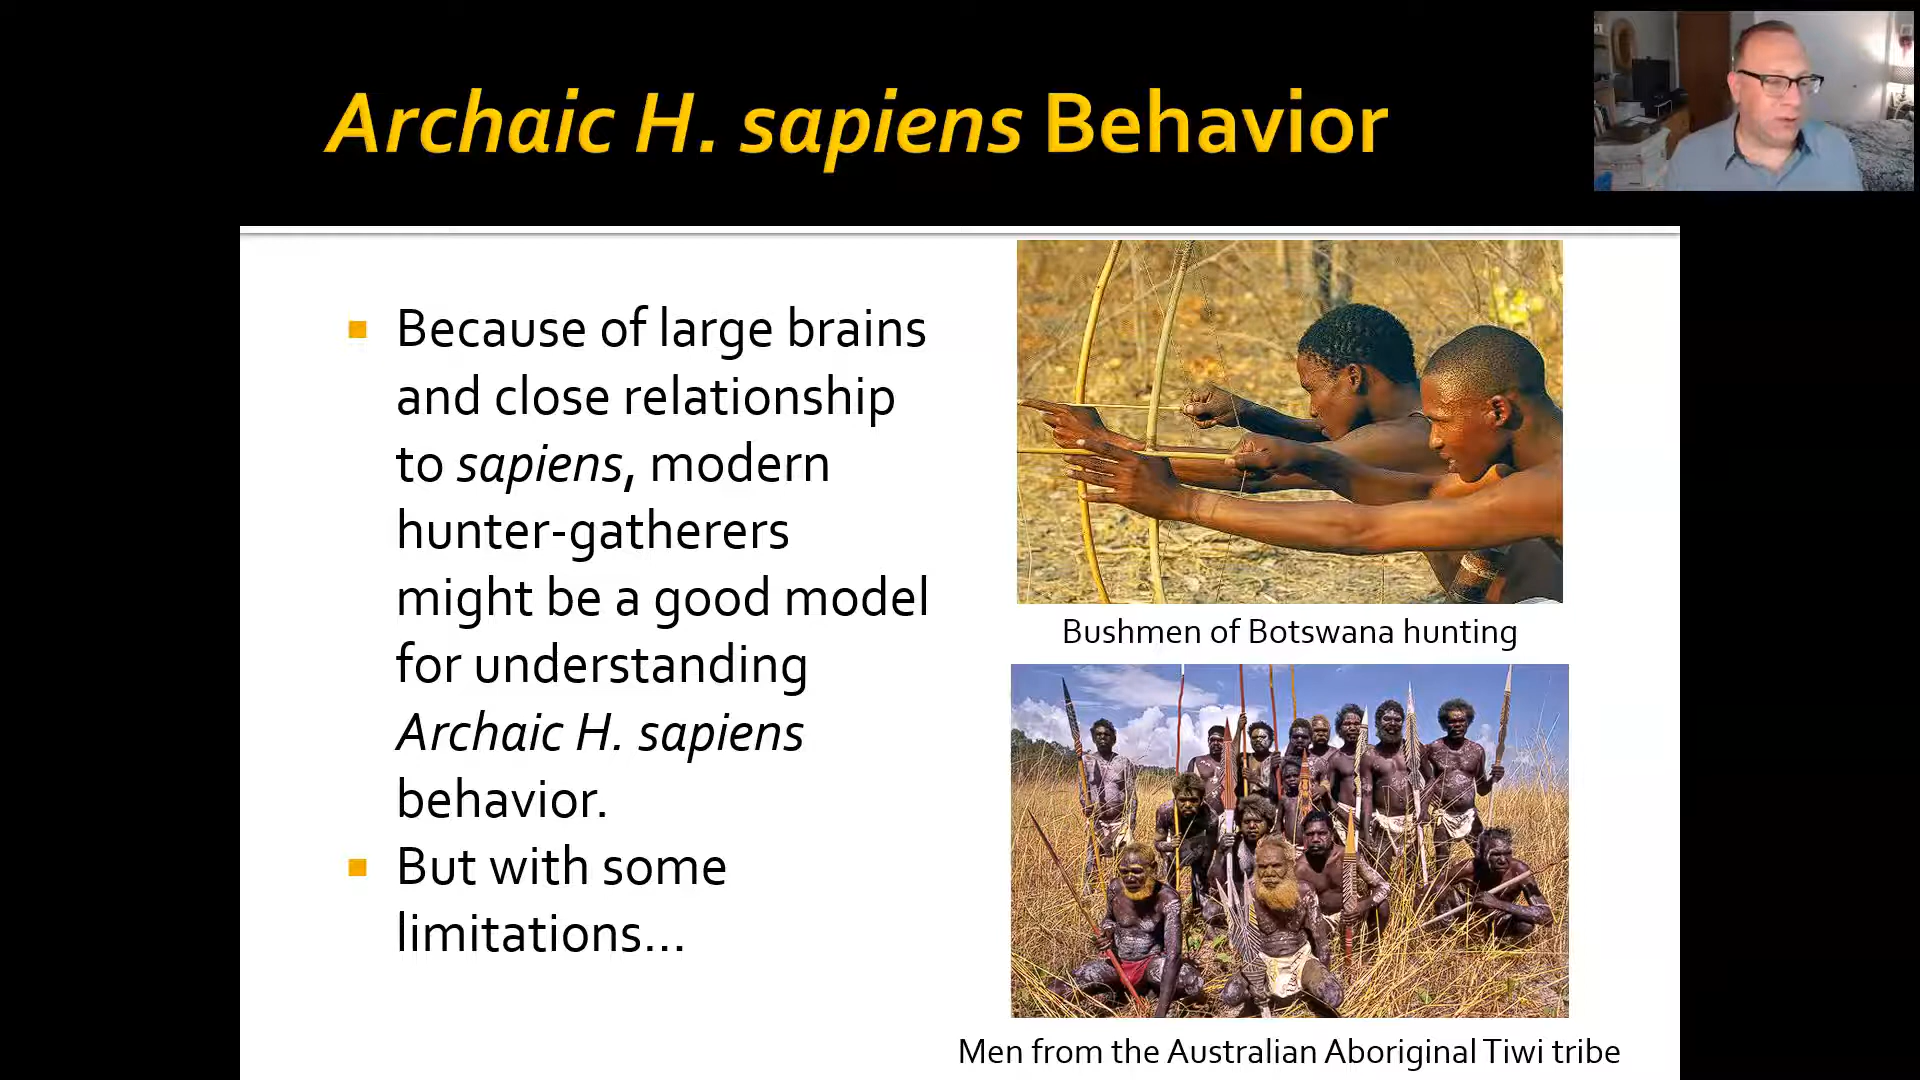 Archaic H. sapiens Behavior
Because of large brains
and close relationship
to sapiens, modern
hunter-gatherers
might be a good model
for understanding
Archaic H. sapiens
behavior.
But with some
limitations...
Bushmen of Botswana hunting
Men from the Australian Aboriginal Tiwi tribe